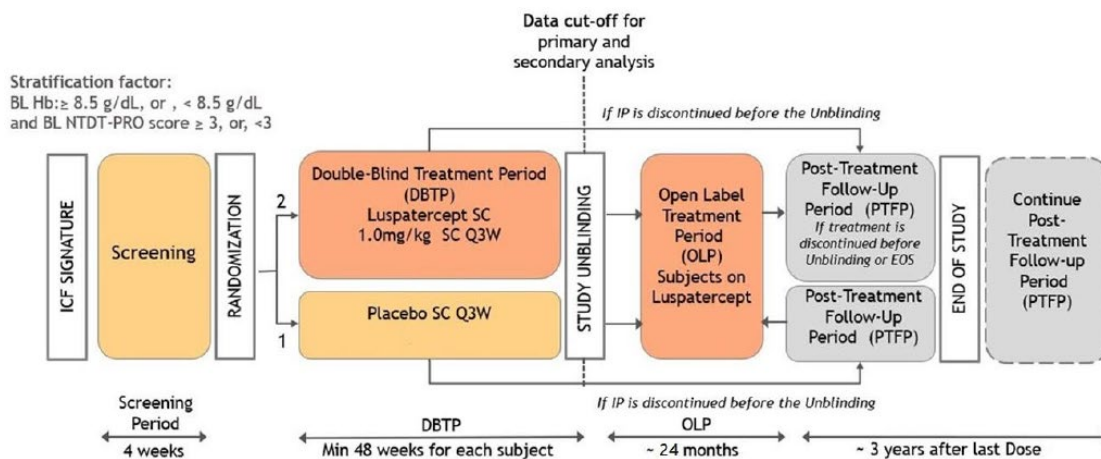 Data cut-off for
primary and
secondary analysis
Stratification factor:
BL Hb:≥ 8.5 g/dL, or , < 8.5 g/dL
and BL NTDT-PRO score ≥ 3, or, <3
If IP is discontinued before the Unblinding
ICF SIGNATURE
Screening
RANDOMIZATION
2
1
Double-Blind Treatment Period
(DBTP)
Luspatercept SC
1.0mg/kg SC Q3W
Placebo SC Q3W
STUDY UNBLINDING
Open Label
Treatment
Period
(OLP)
Subjects on
Luspatercept
Post-Treatment
Follow-Up
Period (PTFP)
If treatment is
discontinued before
Unblinding or EOS
Post-Treatment
Follow-Up
Period (PTFP)
END OF STUDY
Continue
Post-
Treatment
Follow-up
Period
(PTFP)
If IP is discontinued before the Unblinding
Screening
Period
4 weeks
DBTP
Min 48 weeks for each subject
OLP
~ 24 months
~ 3 years after last Dose